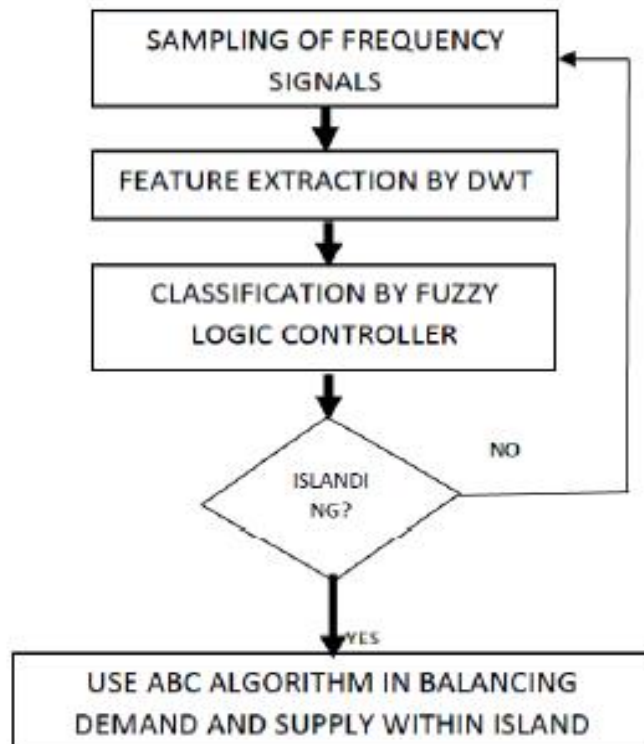 SAMPLING OF FREQUENCY
SIGNALS
FEATURE EXTRACTION BY DWT
CLASSIFICATION BY FUZZY
LOGIC CONTROLLER
ISLANDI
NG?
NO
YES
USE ABC ALGORITHM IN BALANCING
DEMAND AND SUPPLY WITHIN ISLAND